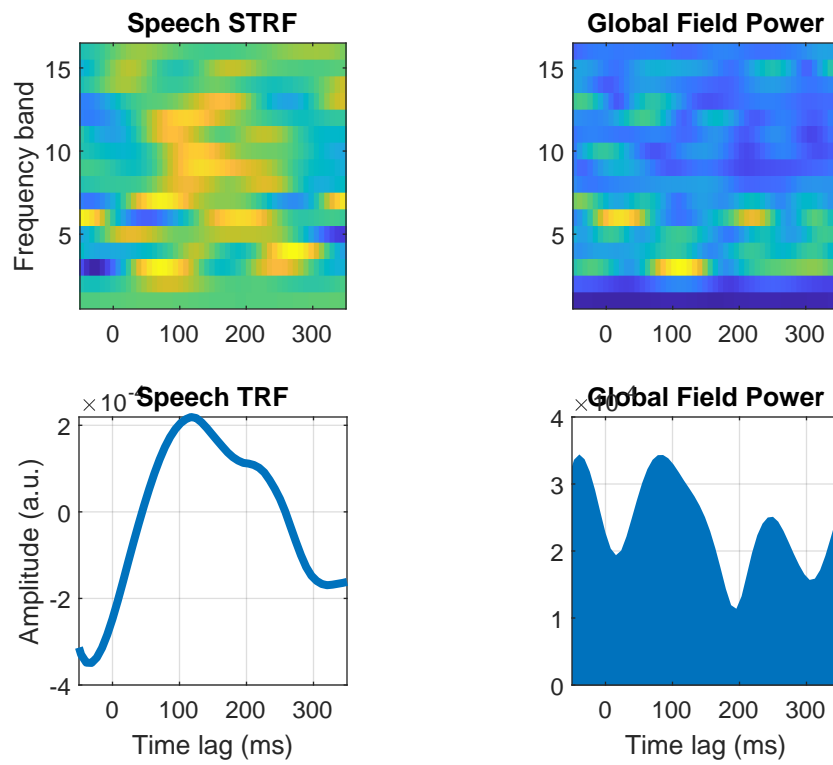 Speech STRF
Global Field Power
Frequency band
15
10
5
0 100 200 300
15
10
5
0 100 200 300
× 10-4
Speech TRF
Global Field Power
Amplitude (a.u.)
2
0
-2
-4
0 100 200 300
Time lag (ms)
4
3
2
1
0
0 100 200 300
Time lag (ms)